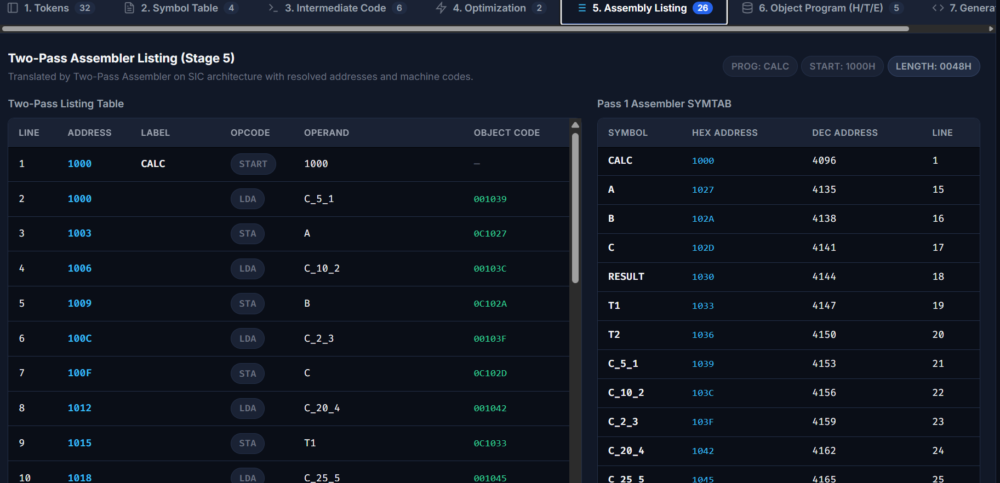 1. Tokens 32 2. Symbol Table 4 3. Intermediate Code 6 4. Optimization 2 5. Assembly Listing 26 6. Object Program (H/T/E) 5 7. Genera
Two-Pass Assembler Listing (Stage 5)
Translated by Two-Pass Assembler on SIC architecture with resolved addresses and machine codes.
PROG: CALC START: 1000H LENGTH: 0048H
Two-Pass Listing Table
LINE ADDRESS LABEL OPCODE OPERAND OBJECT CODE
1 1000 CALC START 1000 —
2 1000 LDA C_5_1 001039
3 1003 STA A 0C1027
4 1006 LDA C_10_2 00103C
5 1009 STA B 0C102A
6 100C LDA C_2_3 00103F
7 100F STA C 0C102D
8 1012 LDA C_20_4 001042
9 1015 STA T1 0C1033
10 1018 LDA C_25_5 001045
Pass 1 Assembler SYMTAB
SYMBOL HEX ADDRESS DEC ADDRESS LINE
CALC 1000 4096 1
A 1027 4135 15
B 102A 4138 16
C 102D 4141 17
RESULT 1030 4144 18
T1 1033 4147 19
T2 1036 4150 20
C_5_1 1039 4153 21
C_10_2 103C 4156 22
C_2_3 103F 4159 23
C_20_4 1042 4162 24
C_25_5 1045 4165 25